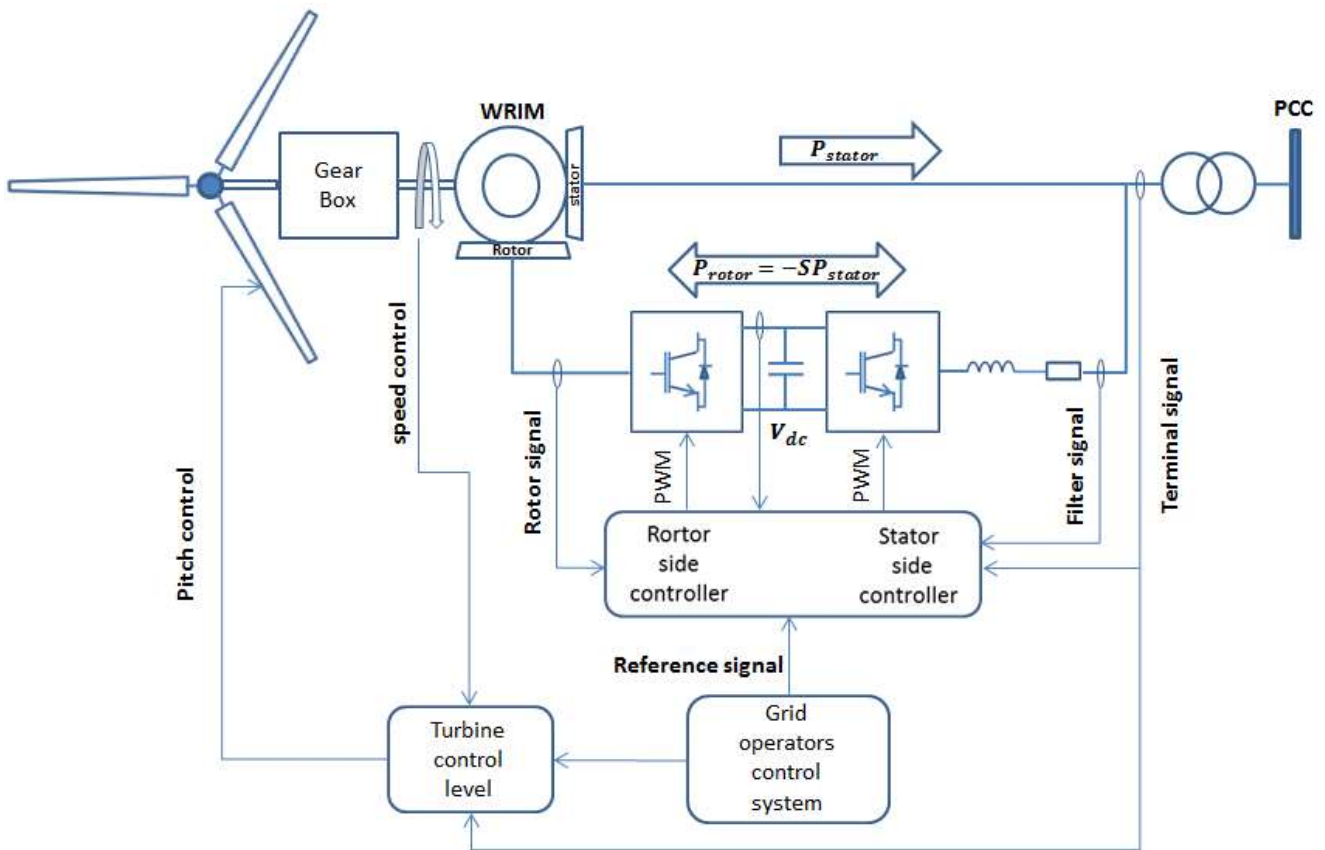 WRIM
PCC
Gear
Box
stator
Rotor
P_stator
P_rotor = −SP_stator
V_dc
speed control
Pitch control
Rotor signal
PWM
PWM
Filter signal
Terminal signal
Rortor
side
controller
Stator
side
controller
Reference signal
Turbine
control
level
Grid
operators
control
system